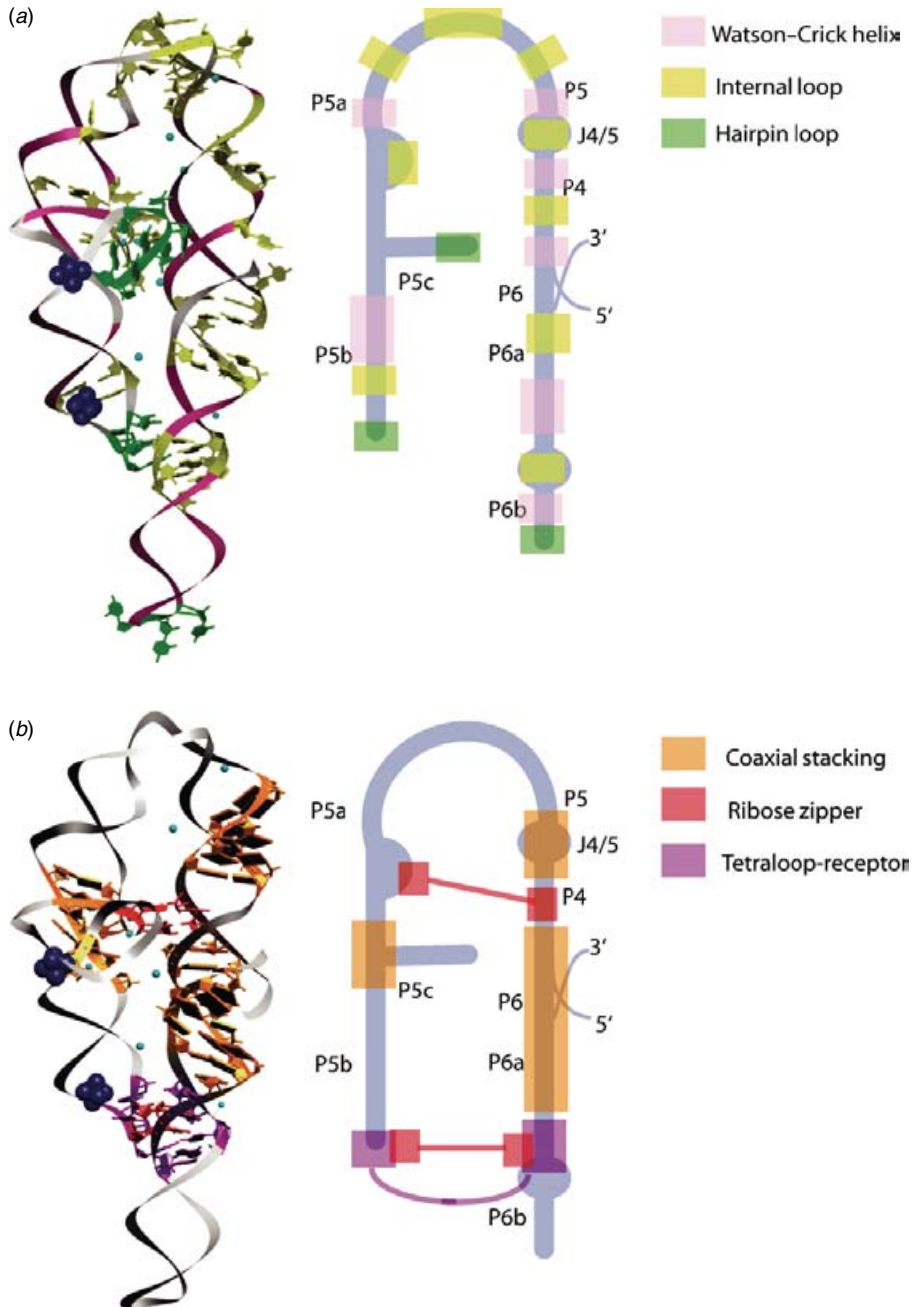 (a)
P5a
P5
J4/5
P4
3′
P5c
P6
5′
P5b
P6a
P6b
Watson–Crick helix
Internal loop
Hairpin loop
(b)
P5a
P5
J4/5
P4
3′
P5c
P6
5′
P5b
P6a
P6b
Coaxial stacking
Ribose zipper
Tetraloop-receptor